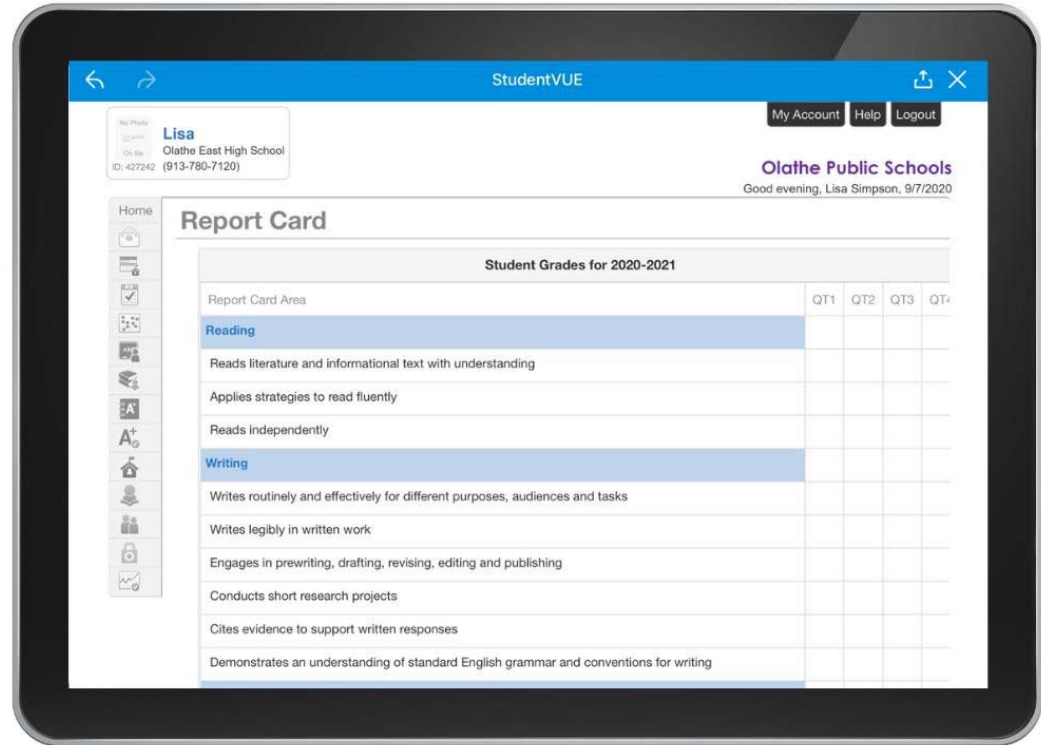 StudentVUE
My Account Help Logout
No Photo
On file
ID: 427242
Lisa
Olathe East High School
(913-780-7120)
Olathe Public Schools
Good evening, Lisa Simpson, 9/7/2020
Home
Report Card
Student Grades for 2020-2021
Report Card Area QT1 QT2 QT3 QT4
Reading
Reads literature and informational text with understanding
Applies strategies to read fluently
Reads independently
Writing
Writes routinely and effectively for different purposes, audiences and tasks
Writes legibly in written work
Engages in prewriting, drafting, revising, editing and publishing
Conducts short research projects
Cites evidence to support written responses
Demonstrates an understanding of standard English grammar and conventions for writing